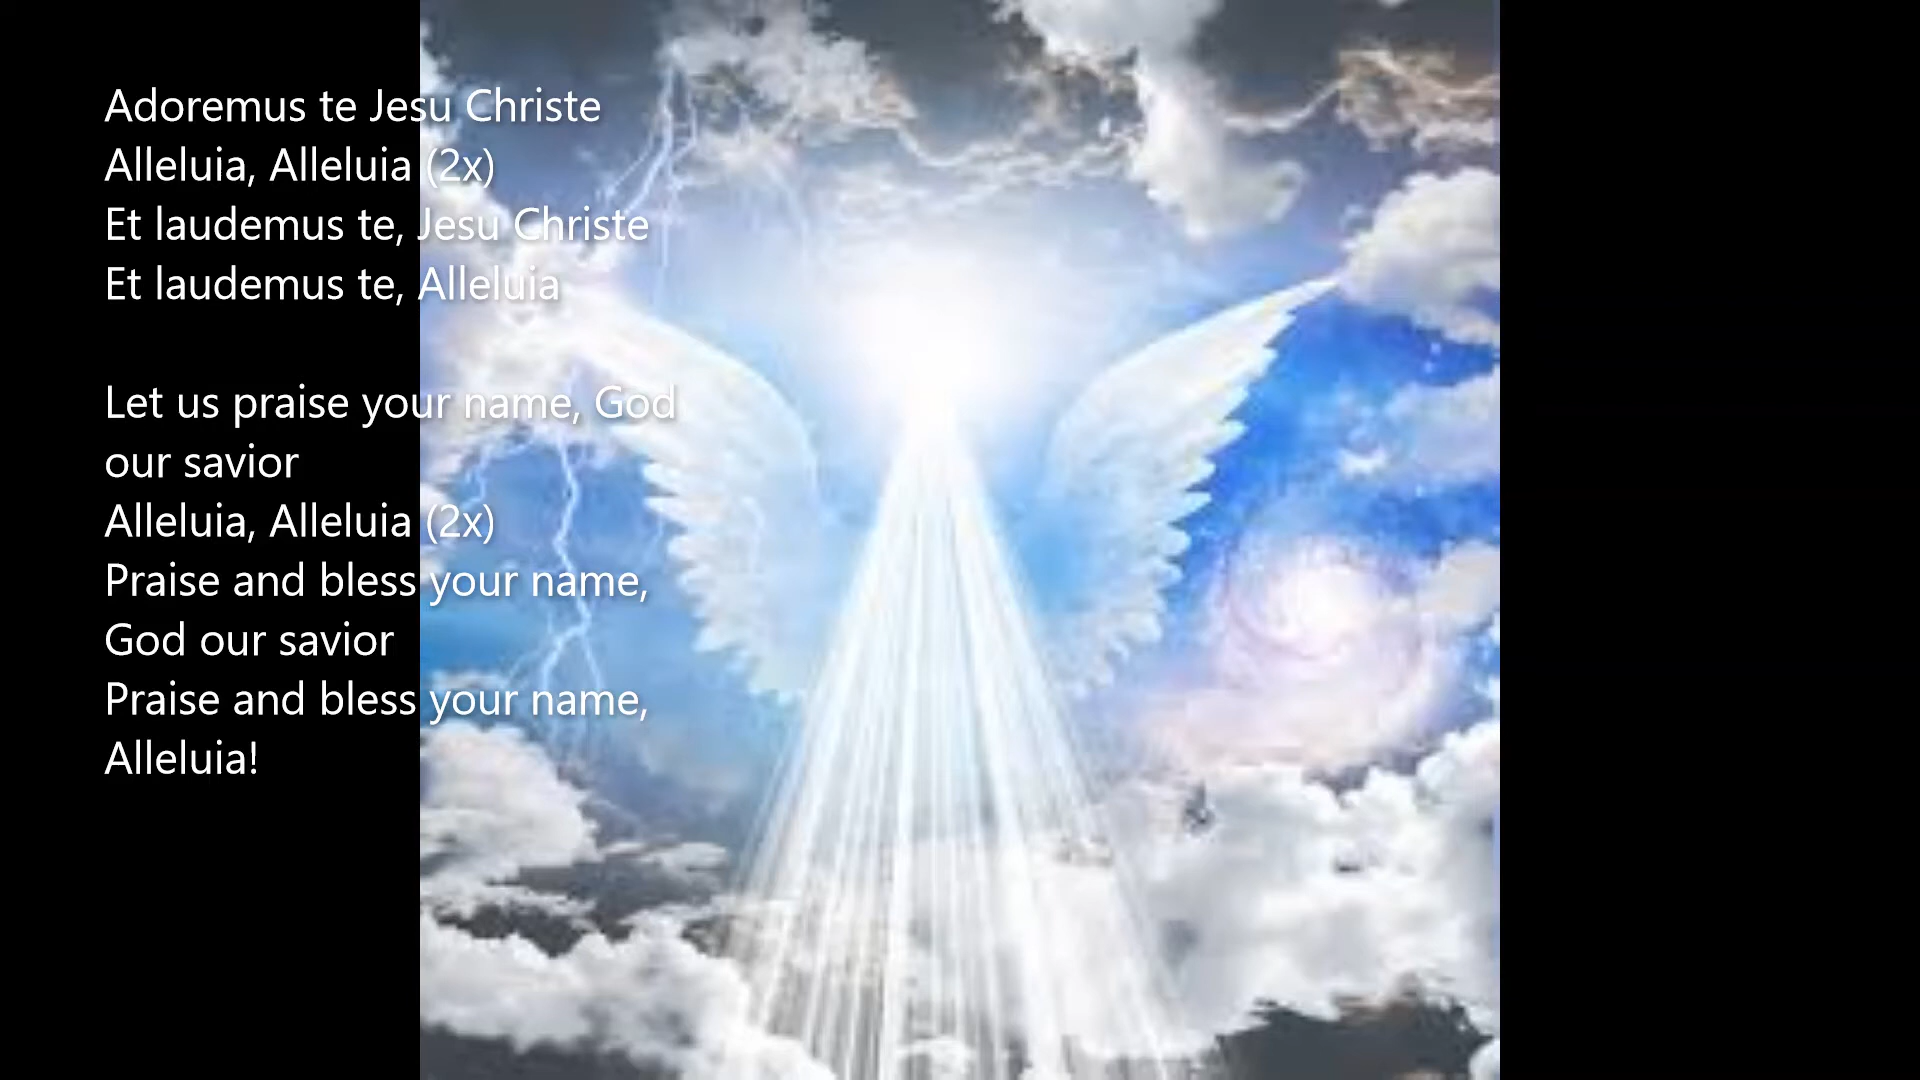 Adoremus te Jesu Christe
Alleluia, Alleluia (2x)
Et laudemus te, Jesu Christe
Et laudemus te, Alleluia
Let us praise your name, God
our savior
Alleluia, Alleluia (2x)
Praise and bless your name,
God our savior
Praise and bless your name,
Alleluia!